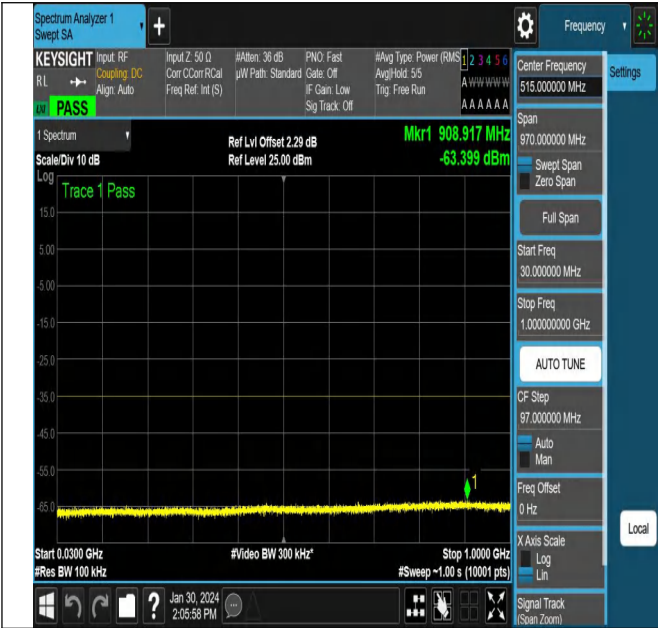 Spectrum Analyzer 1
Swept SA
+
Frequency
KEYSIGHT
RL
LXI
PASS
Input: RF
Coupling: DC
Align: Auto
Input Z: 50 Ω
Corr CCorr RCal
Freq Ref: Int (S)
#Atten: 36 dB
µW Path: Standard
PNO: Fast
Gate: Off
IF Gain: Low
Sig Track: Off
#Avg Type: Power (RMS
Avg|Hold: 5/5
Trig: Free Run
1 2 3 4 5 6
A W W W W W
A A A A A A
1 Spectrum
Scale/Div 10 dB
Ref Lvl Offset 2.29 dB
Ref Level 25.00 dBm
Mkr1 908.917 MHz
-63.399 dBm
Log
Trace 1 Pass
15.0
5.00
-5.00
-15.0
-25.0
-35.0
-45.0
-55.0
-65.0
1
Start 0.0300 GHz
#Res BW 100 kHz
#Video BW 300 kHz*
Stop 1.0000 GHz
#Sweep ~1.00 s (10001 pts)
Jan 30, 2024
2:05:58 PM
Center Frequency
515.000000 MHz
Settings
Span
970.000000 MHz
Swept Span
Zero Span
Full Span
Start Freq
30.000000 MHz
Stop Freq
1.000000000 GHz
AUTO TUNE
CF Step
97.000000 MHz
Auto
Man
Freq Offset
0 Hz
X Axis Scale
Log
Lin
Local
Signal Track
(Span Zoom)